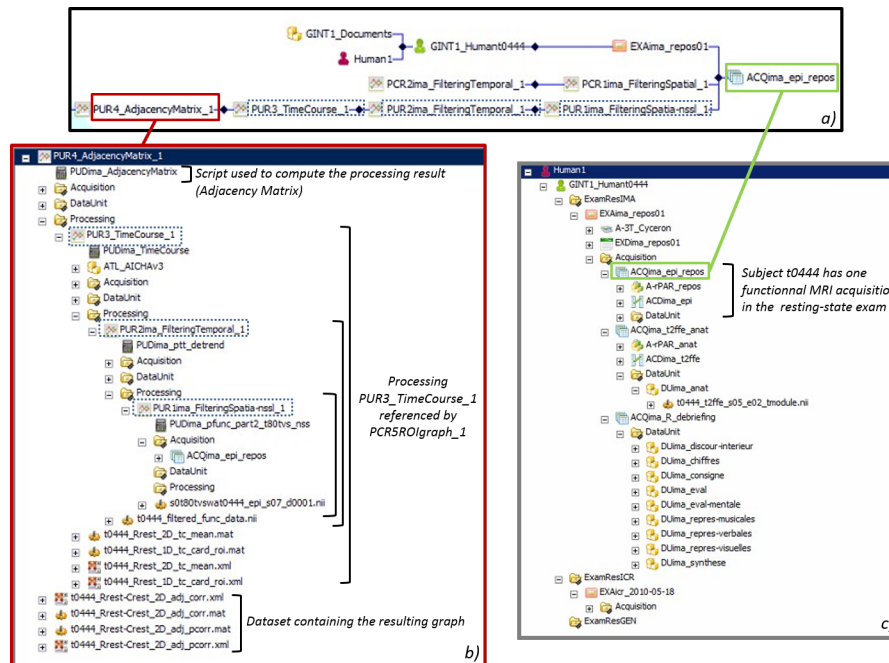 GINT1_Documents
Human1
GINT1_Humant0444
EXAima_repos01
PCR2ima_FilteringTemporal_1
PCR1ima_FilteringSpatial_1
ACQima_epi_repos
PUR4_AdjacencyMatrix_1
PUR3_TimeCourse_1
PUR2ima_FilteringTemporal_1
PUR1ima_FilteringSpatia-nssl_1
a)
PUR4_AdjacencyMatrix_1
PUDima_AdjacencyMatrix
Script used to compute the processing result
(Adjacency Matrix)
Acquisition
DataUnit
Processing
PUR3_TimeCourse_1
PUDima_TimeCourse
ATL_AICHAv3
Acquisition
DataUnit
Processing
PUR2ima_FilteringTemporal_1
PUDima_ptt_detrend
Acquisition
DataUnit
Processing
PUR1ima_FilteringSpatia-nssl_1
PUDima_pfunc_part2_t80tvs_nss
Acquisition
ACQima_epi_repos
DataUnit
Processing
s0t80tvswat0444_epi_s07_d0001.nii
t0444_filtered_func_data.nii
t0444_Rrest_2D_tc_mean.mat
t0444_Rrest_1D_tc_card_roi.mat
t0444_Rrest_2D_tc_mean.xml
t0444_Rrest_1D_tc_card_roi.xml
t0444_Rrest-Crest_2D_adj_corr.xml
t0444_Rrest-Crest_2D_adj_corr.mat
t0444_Rrest-Crest_2D_adj_pcorr.mat
t0444_Rrest-Crest_2D_adj_pcorr.xml
Processing
PUR3_TimeCourse_1
referenced by
PCR5ROIgraph_1
Dataset containing the resulting graph
b)
Human1
GINT1_Humant0444
ExamResIMA
EXAima_repos01
A-3T_Cyceron
EXDima_repos01
Acquisition
ACQima_epi_repos
A-rPAR_repos
ACDima_epi
DataUnit
ACQima_t2ffe_anat
A-rPAR_anat
ACDima_t2ffe
DataUnit
DUima_anat
t0444_t2ffe_s05_e02_tmodule.nii
ACQima_R_debriefing
DataUnit
DUima_discour-interieur
DUima_chiffres
DUima_consigne
DUima_eval
DUima_eval-mentale
DUima_repres-musicales
DUima_repres-verbales
DUima_repres-visuelles
DUima_synthese
ExamResICR
EXAicr_2010-05-18
Acquisition
ExamResGEN
Subject t0444 has one
functionnal MRI acquisition
in the resting-state exam
c)